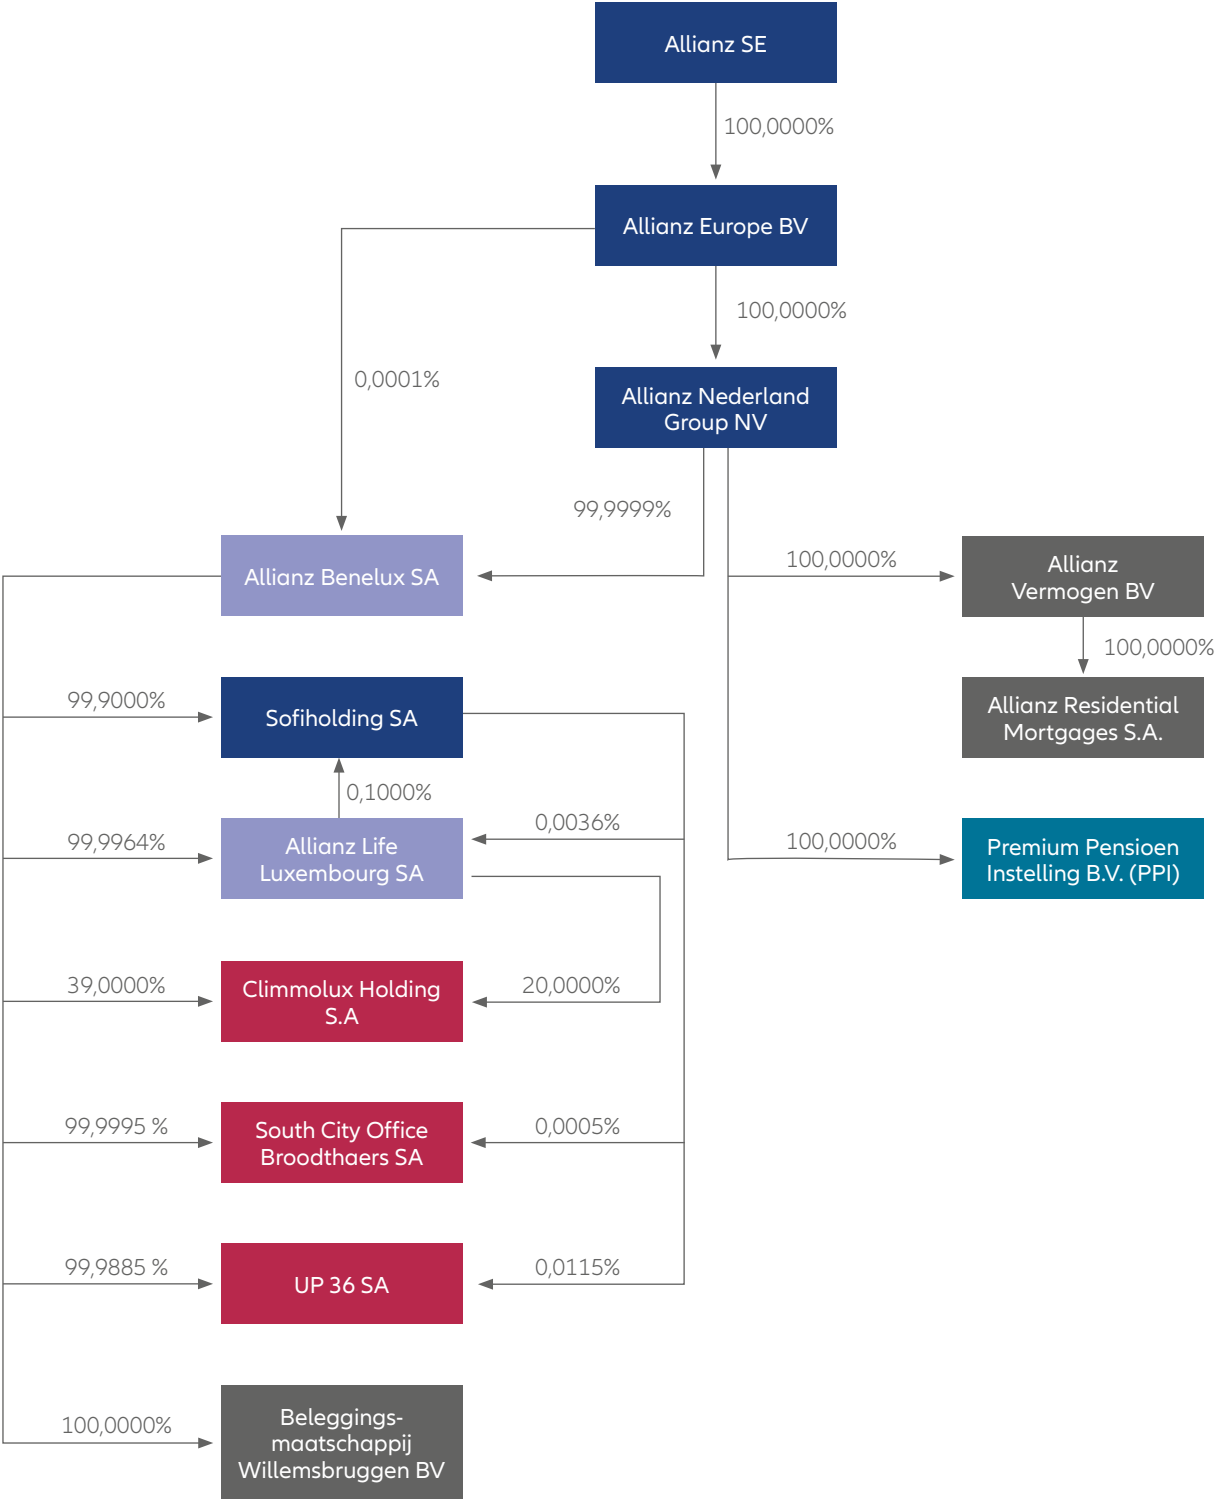 Allianz SE
100,0000%
Allianz Europe BV
100,0000%
0,0001%
Allianz Nederland
Group NV
99,9999%
Allianz Benelux SA
100,0000%
Allianz
Vermogen BV
100,0000%
99,9000%
Sofiholding SA
Allianz Residential
Mortgages S.A.
0,1000%
99,9964%
Allianz Life
Luxembourg SA
0,0036%
100,0000%
Premium Pensioen
Instelling B.V. (PPI)
39,0000%
Climmolux Holding
S.A
20,0000%
99,9995 %
South City Office
Broodthaers SA
0,0005%
99,9885 %
UP 36 SA
0,0115%
100,0000%
Beleggings-
maatschappij
Willemsbruggen BV